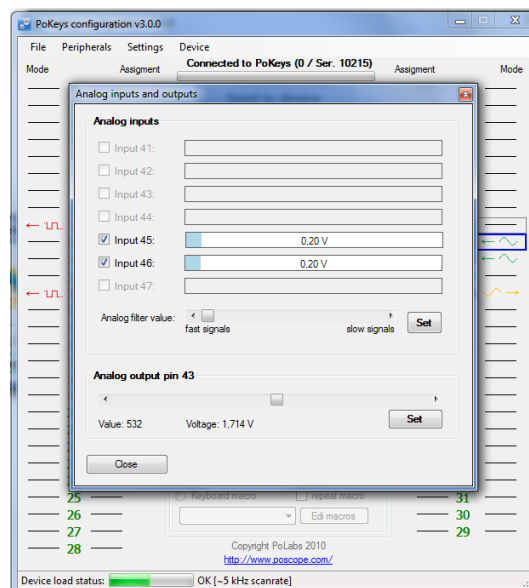 PoKeys configuration v3.0.0
File Peripherals Settings Device
Mode Assigment Connected to PoKeys (0 / Ser. 10215) Assigment Mode
Analog inputs and outputs
Analog inputs
Input 41:
Input 42:
Input 43:
Input 44:
Input 45: 0,20 V
Input 46: 0,20 V
Input 47:
Analog filter value:
fast signals slow signals Set
Analog output pin 43
Value: 532 Voltage: 1,714 V Set
Close
25 Keyboard macro repeat macro 31
26 Edi macros 30
27 29
28 Copyright PoLabs 2010
http://www.poscope.com/
Device load status: OK [~5 kHz scanrate]